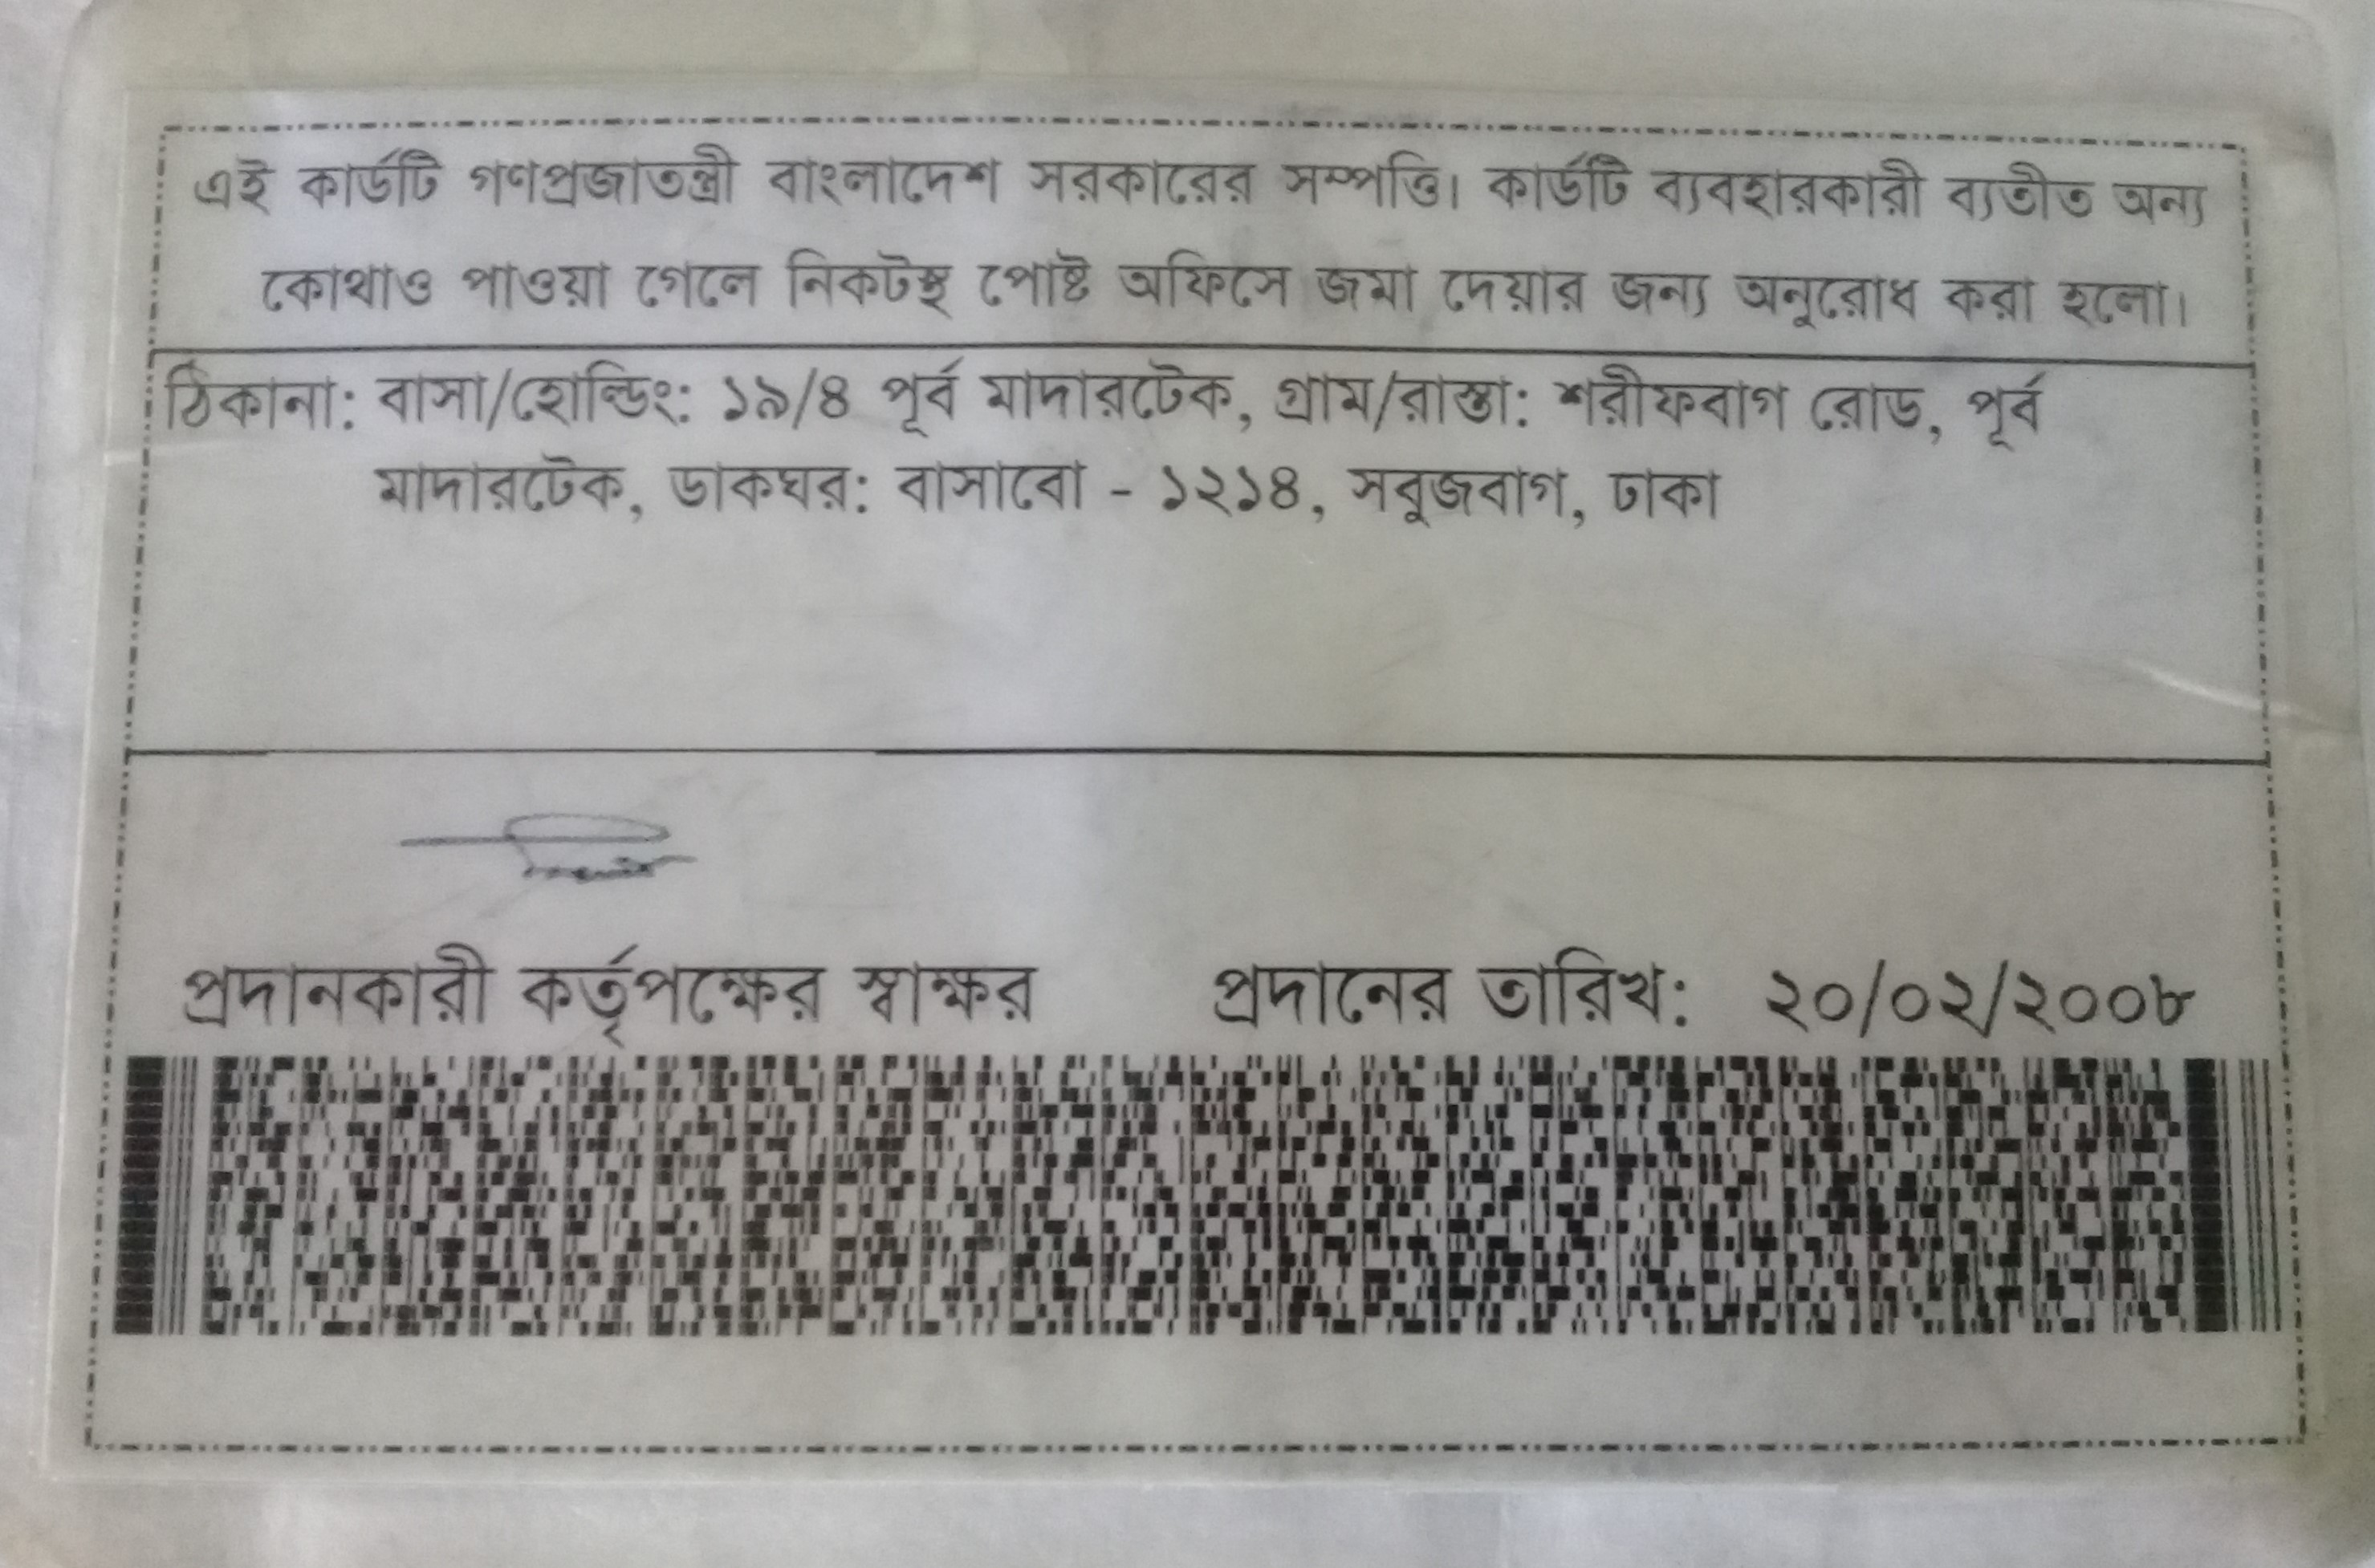 এই কার্ডটি গণপ্রজাতন্ত্রী বাংলাদেশ সরকারের সম্পত্তি। কার্ডটি ব্যবহারকারী ব্যতীত অন্য
কোথাও পাওয়া গেলে নিকটস্থ পোষ্ট অফিসে জমা দেয়ার জন্য অনুরোধ করা হলো।
ঠিকানা: বাসা/হোল্ডিং: ১৯/৪ পূর্ব মাদারটেক, গ্রাম/রাস্তা: শরীফবাগ রোড, পূর্ব
মাদারটেক, ডাকঘর: বাসাবো - ১২১৪, সবুজবাগ, ঢাকা
প্রদানকারী কর্তৃপক্ষের স্বাক্ষর প্রদানের তারিখ: ২০/০২/২০০৮